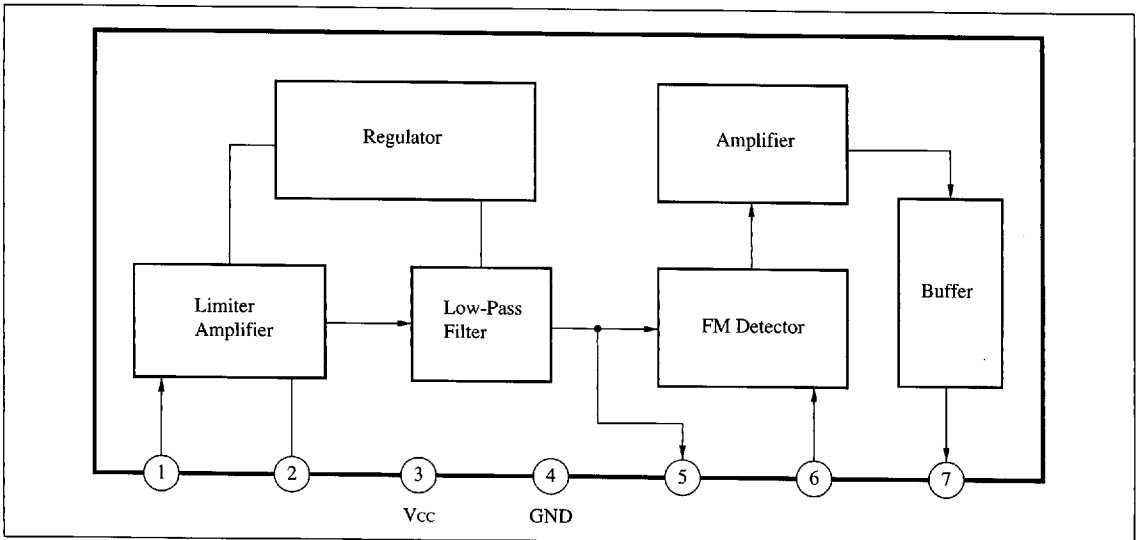 Regulator
Amplifier
Limiter
Amplifier
Low-Pass
Filter
FM Detector
Buffer
1
2
3
4
5
6
7
VCC
GND